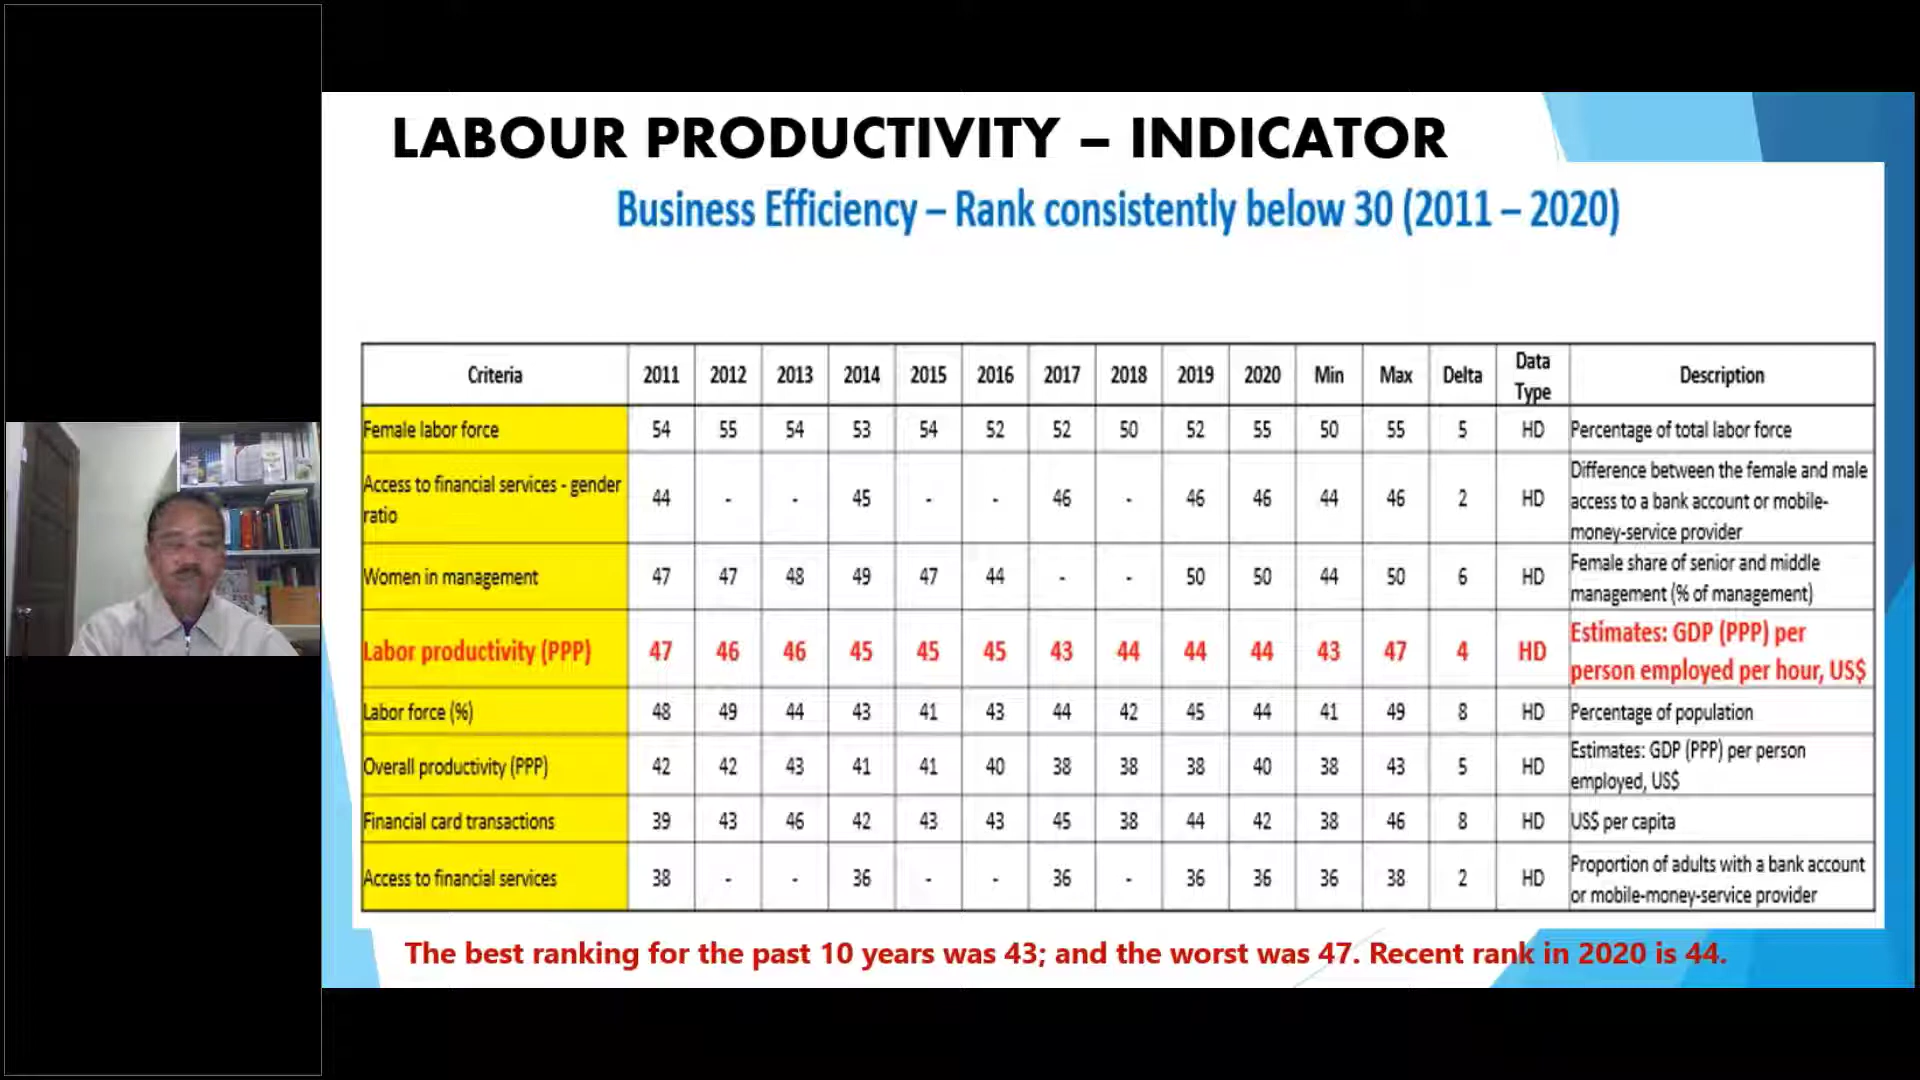 LABOUR PRODUCTIVITY – INDICATOR
Business Efficiency – Rank consistently below 30 (2011 – 2020)
Criteria 2011 2012 2013 2014 2015 2016 2017 2018 2019 2020 Min Max Delta Data Type Description
Female labor force 54 55 54 53 54 52 52 50 52 55 50 55 5 HD Percentage of total labor force
Access to financial services - gender ratio 44 - - 45 - - 46 - 46 46 44 46 2 HD Difference between the female and male access to a bank account or mobile-money-service provider
Women in management 47 47 48 49 47 44 - - 50 50 44 50 6 HD Female share of senior and middle management (% of management)
Labor productivity (PPP) 47 46 46 45 45 45 43 44 44 44 43 47 4 HD Estimates: GDP (PPP) per person employed per hour, US$
Labor force (%) 48 49 44 43 41 43 44 42 45 44 41 49 8 HD Percentage of population
Overall productivity (PPP) 42 42 43 41 41 40 38 38 38 40 38 43 5 HD Estimates: GDP (PPP) per person employed, US$
Financial card transactions 39 43 46 42 43 43 45 38 44 42 38 46 8 HD US$ per capita
Access to financial services 38 - - 36 - - 36 - 36 36 36 38 2 HD Proportion of adults with a bank account or mobile-money-service provider
The best ranking for the past 10 years was 43; and the worst was 47. Recent rank in 2020 is 44.